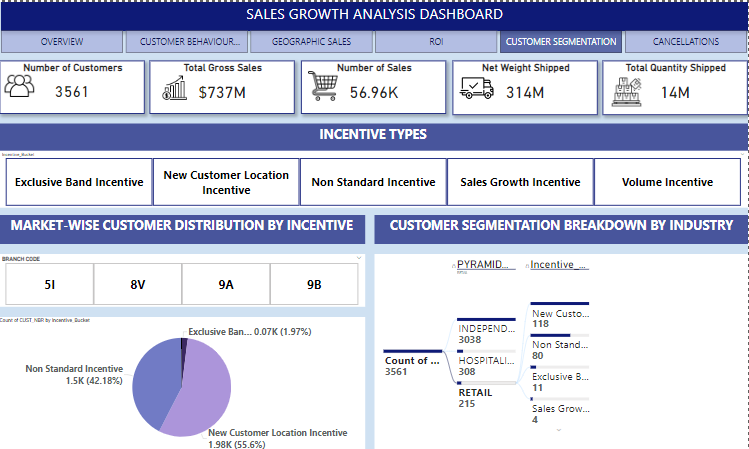 SALES GROWTH ANALYSIS DASHBOARD
OVERVIEW
CUSTOMER BEHAVIOUR...
GEOGRAPHIC SALES
ROI
CUSTOMER SEGMENTATION
CANCELLATIONS
Number of Customers
3561
Total Gross Sales
$737M
Number of Sales
56.96K
Net Weight Shipped
314M
Total Quantity Shipped
14M
INCENTIVE TYPES
Incentive_Bucket
Exclusive Band Incentive
New Customer Location
Incentive
Non Standard Incentive
Sales Growth Incentive
Volume Incentive
MARKET-WISE CUSTOMER DISTRIBUTION BY INCENTIVE
BRANCH CODE
5I
8V
9A
9B
Count of CUST_NBR by Incentive_Bucket
Exclusive Ban... 0.07K (1.97%)
Non Standard Incentive
1.5K (42.18%)
New Customer Location Incentive
1.98K (55.6%)
CUSTOMER SEGMENTATION BREAKDOWN BY INDUSTRY
PYRAMID...
Incentive_...
Count of ...
3561
INDEPEND...
3038
HOSPITALI...
308
RETAIL
215
New Custo...
118
Non Stand...
80
Exclusive B...
11
Sales Grow...
4